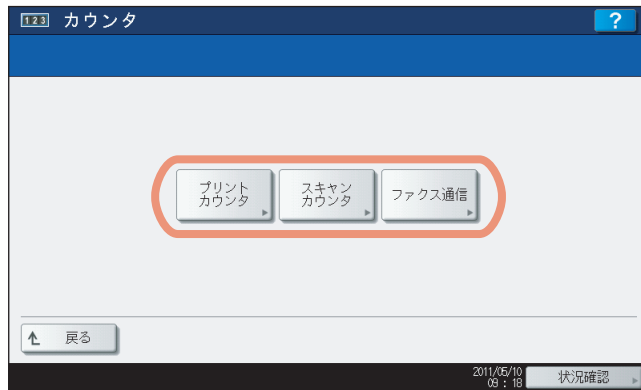 123 カウンタ
?
プリント
カウンタ
スキャン
カウンタ
ファクス通信
戻る
2011/05/10
09 : 18
状況確認